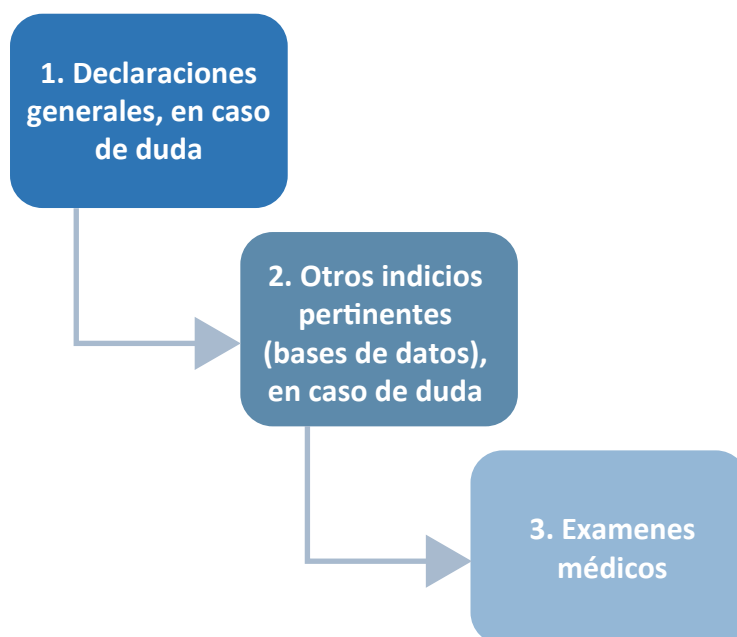 1. Declaraciones
generales, en caso
de duda
2. Otros indicios
pertinentes
(bases de datos),
en caso de duda
3. Examenes
médicos